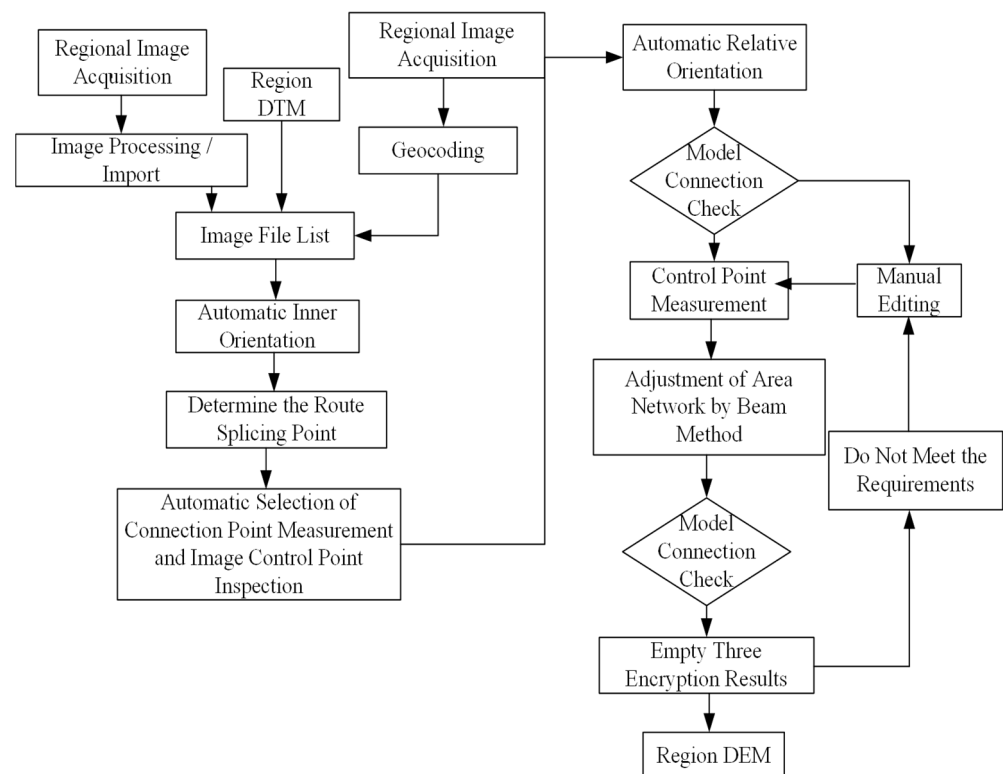 Regional Image
Acquisition
Image Processing /
Import
Region
DTM
Regional Image
Acquisition
Geocoding
Image File List
Automatic Inner
Orientation
Determine the Route
Splicing Point
Automatic Selection of
Connection Point Measurement
and Image Control Point
Inspection
Automatic Relative
Orientation
Model
Connection
Check
Control Point
Measurement
Manual
Editing
Adjustment of Area
Network by Beam
Method
Do Not Meet the
Requirements
Model
Connection
Check
Empty Three
Encryption Results
Region DEM